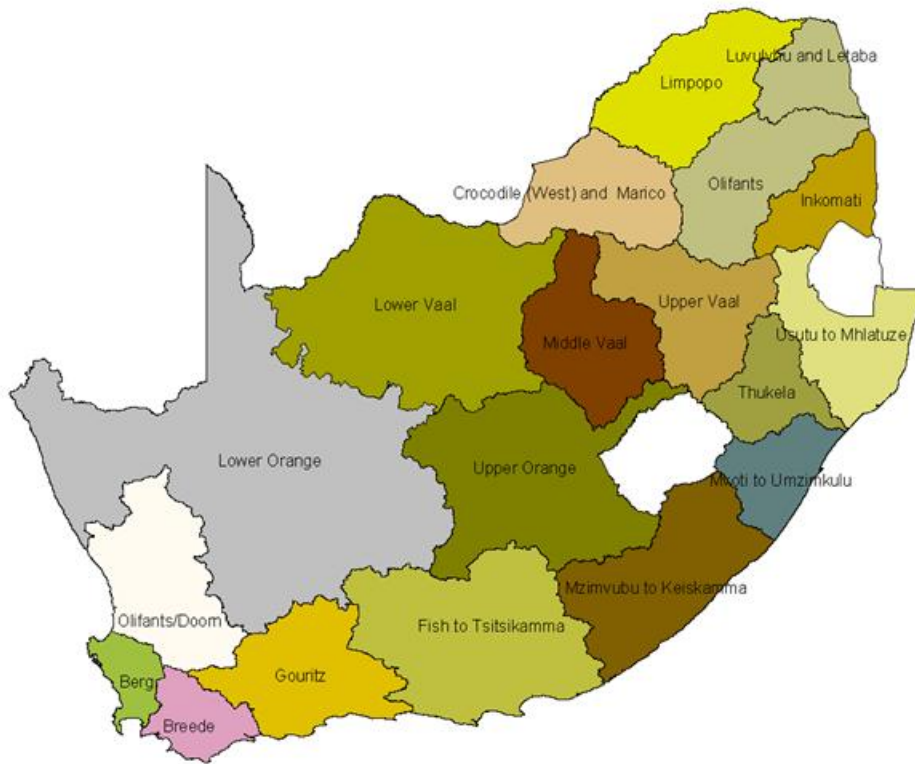 Luvulvhu and Letaba
Limpopo
Olifants
Crocodile (West) and Marico
Inkomati
Lower Vaal
Upper Vaal
Usutu to Mhlatuze
Middle Vaal
Thukela
Lower Orange
Upper Orange
Mvoti to Umzimkulu
Mzimvubu to Keiskamma
Olifants/Doorn
Fish to Tsitsikamma
Gouritz
Berg
Breede